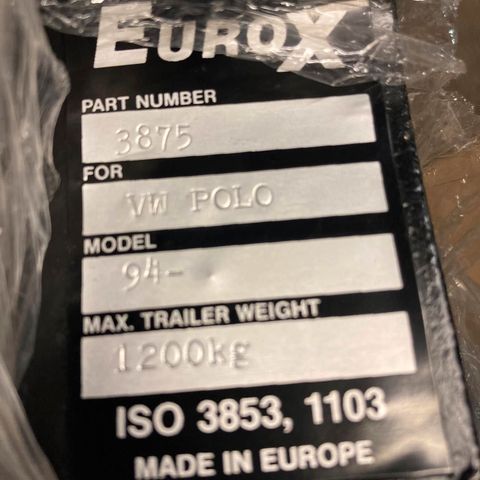 EUROX
PART NUMBER
3875
FOR
VW POLO
MODEL
94-
MAX. TRAILER WEIGHT
1200kg
ISO 3853, 1103
MADE IN EUROPE